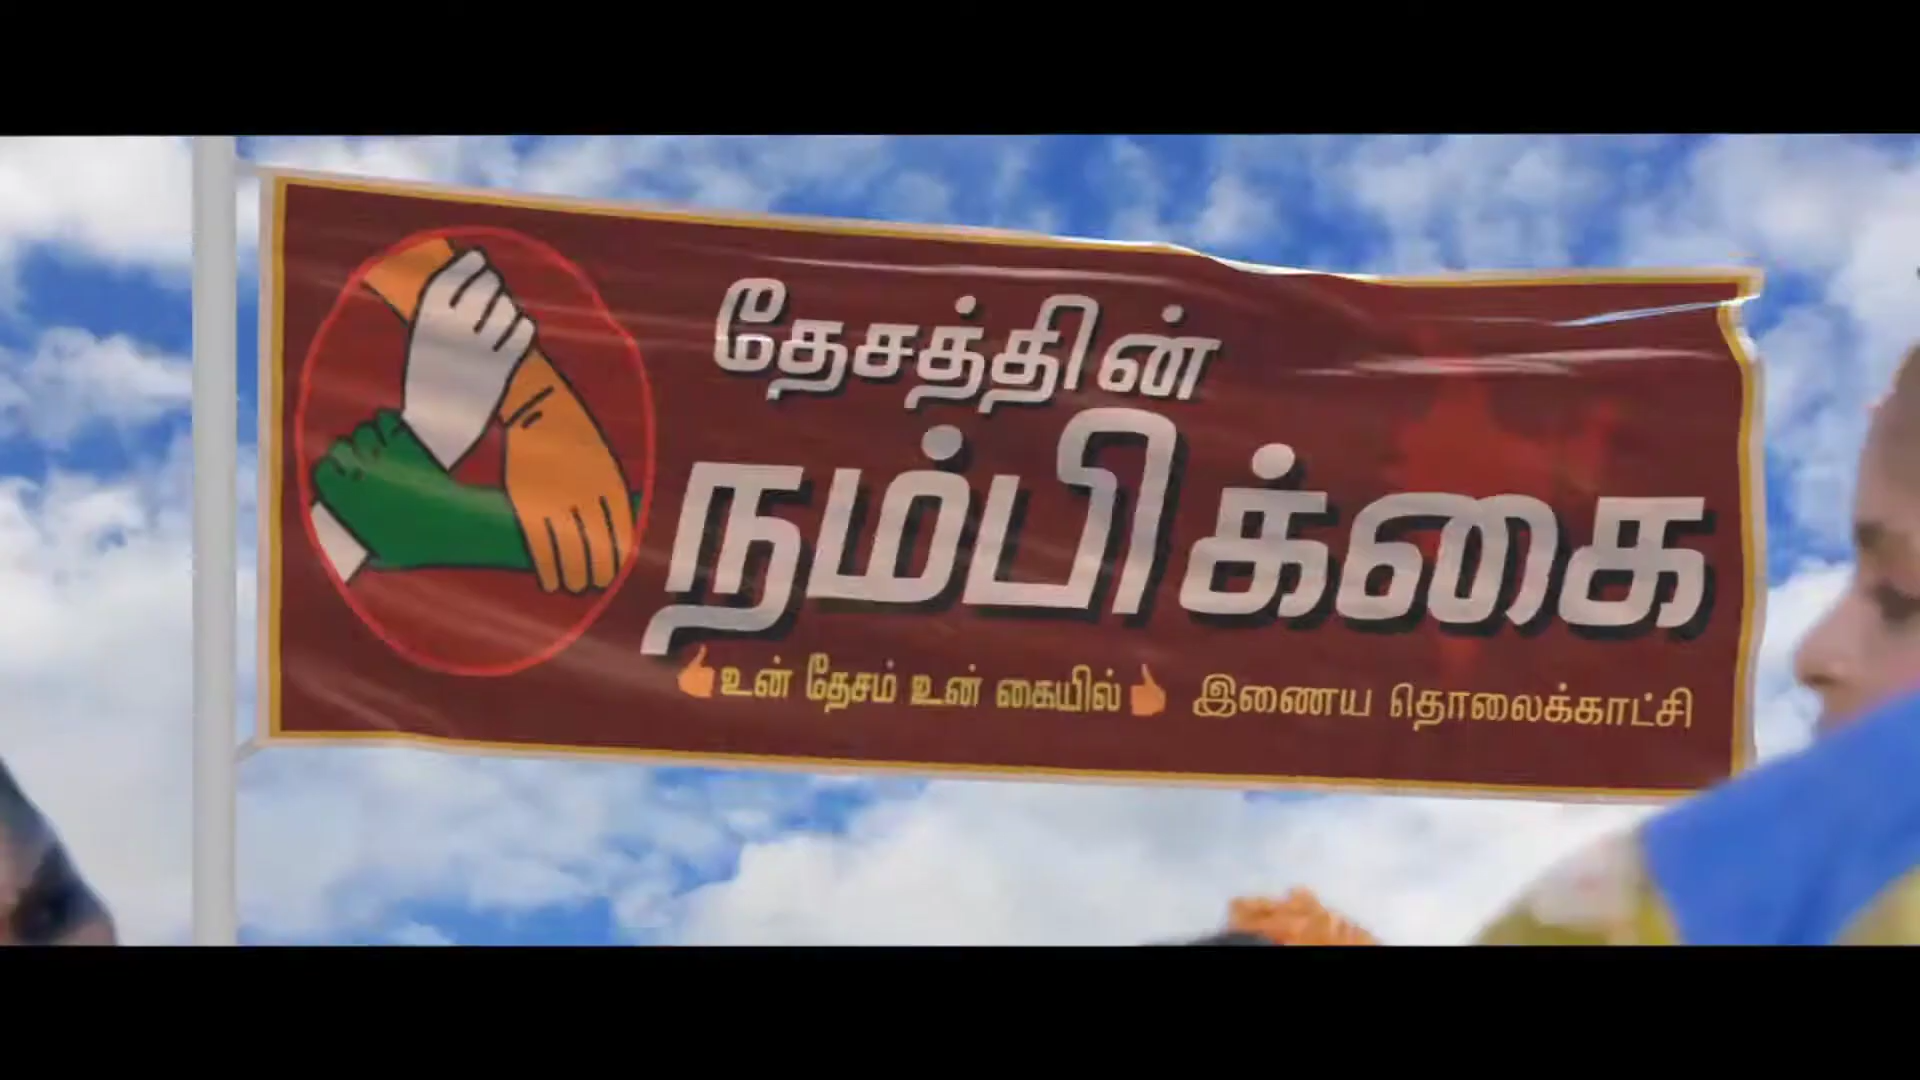 தேசத்தின்
நம்பிக்கை
உன் தேசம் உன் கையில் இணைய தொலைக்காட்சி